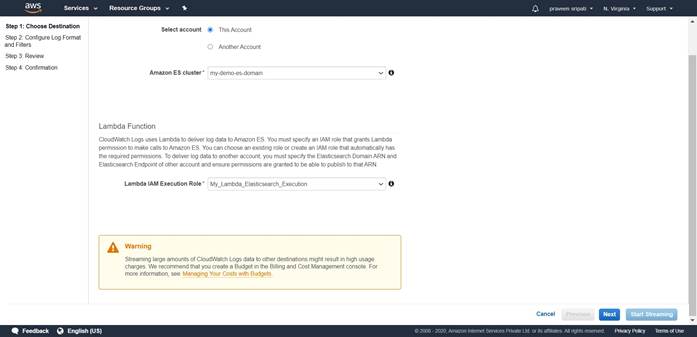 aws Services Resource Groups praveen sripati N. Virginia Support
Step 1: Choose Destination
Step 2: Configure Log Format
and Filters
Step 3: Review
Step 4: Confirmation
Select account This Account
Another Account
Amazon ES cluster * my-demo-es-domain
Lambda Function
CloudWatch Logs uses Lambda to deliver log data to Amazon ES. You must specify an IAM role that grants Lambda
permission to make calls to Amazon ES. You can choose an existing role or create an IAM role that automatically has
the required permissions. To deliver log data to another account, you must specify the Elasticsearch Domain ARN and
Elasticsearch Endpoint of other account and ensure permissions are granted to be able to publish to that ARN.
Lambda IAM Execution Role * My_Lambda_Elasticsearch_Execution
Warning
Streaming large amounts of CloudWatch Logs data to other destinations might result in high usage
charges. We recommend that you create a Budget in the Billing and Cost Management console. For
more information, see Managing Your Costs with Budgets.
Cancel Previous Next Start Streaming
Feedback English (US) © 2008 - 2020, Amazon Internet Services Private Ltd. or its affiliates. All rights reserved. Privacy Policy Terms of Use